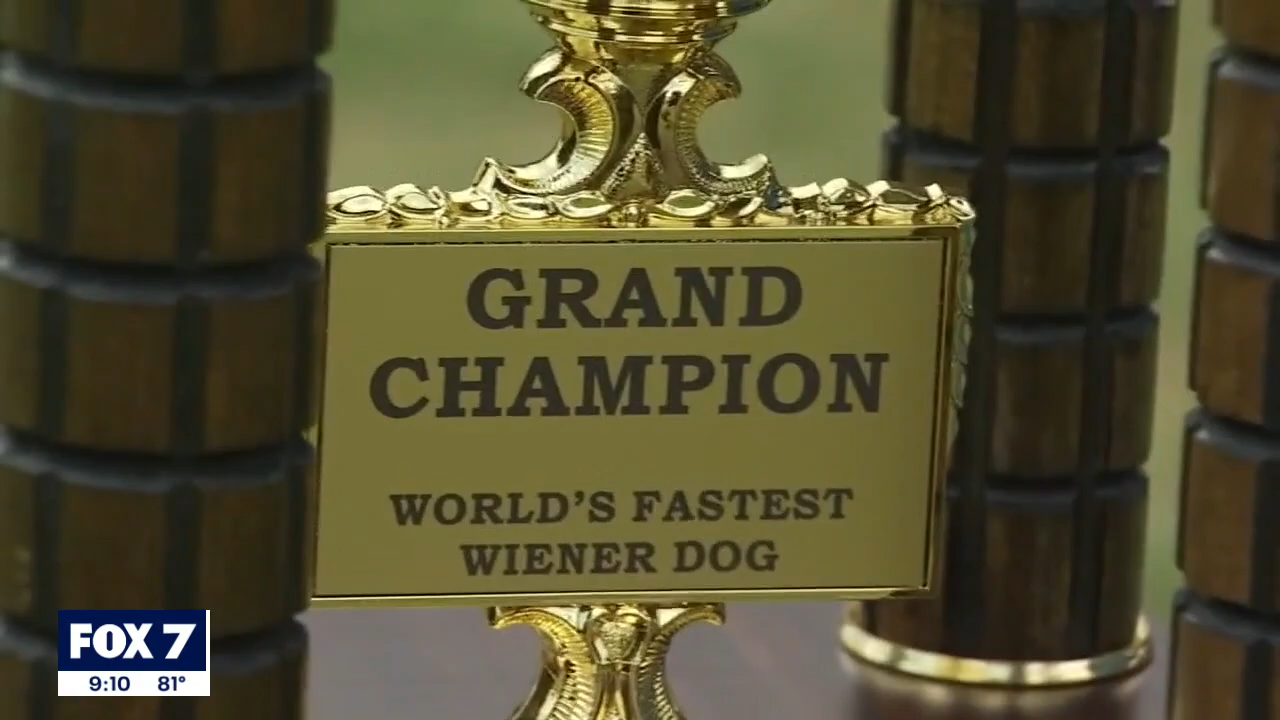 GRAND
CHAMPION
WORLD'S FASTEST
WIENER DOG
FOX 7
9:10 81°